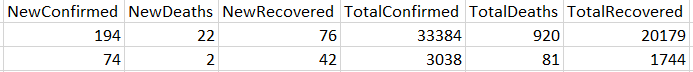 NewConfirmed NewDeaths NewRecovered TotalConfirmed TotalDeaths TotalRecovered
194 22 76 33384 920 20179
74 2 42 3038 81 1744